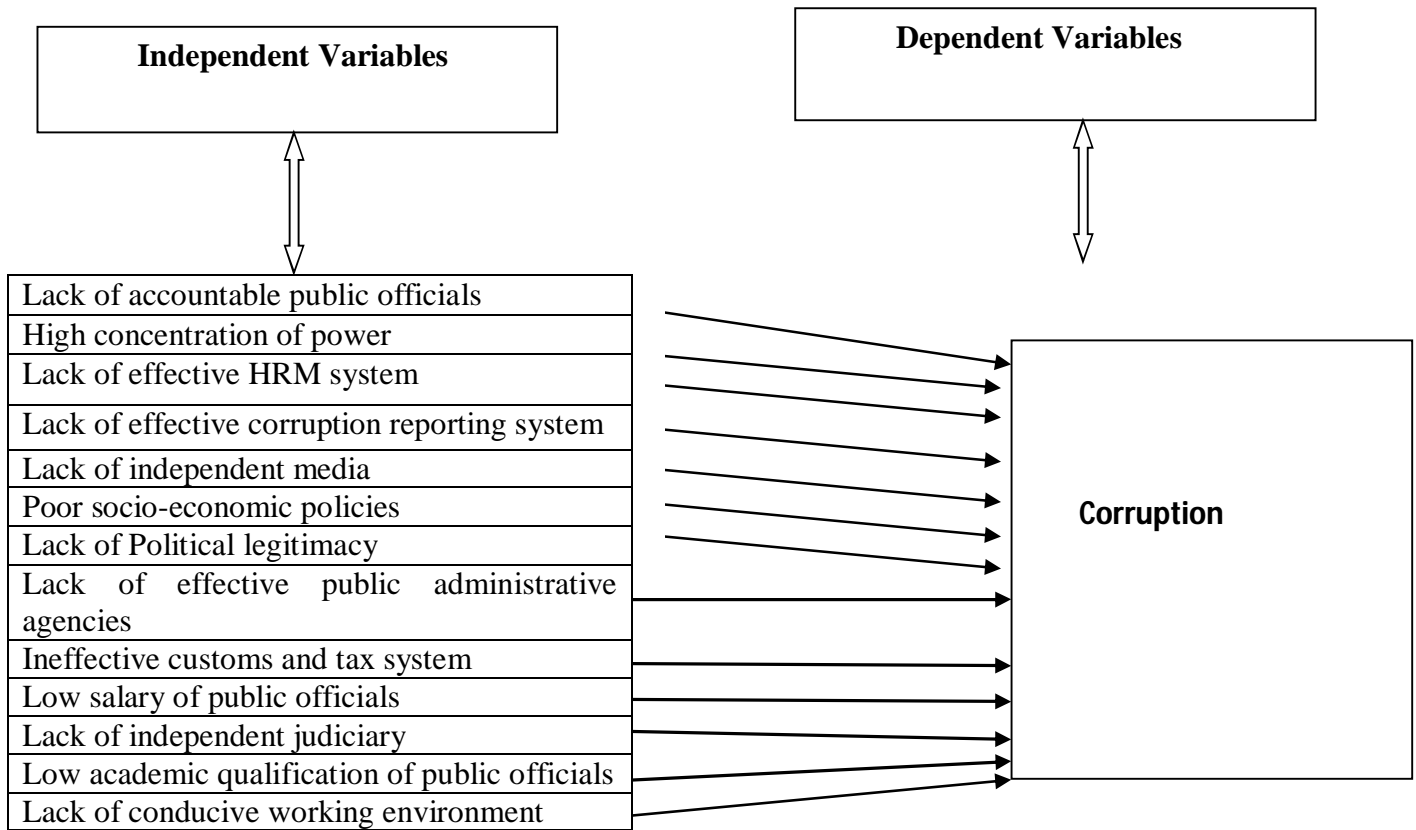 Independent Variables
Dependent Variables
Lack of accountable public officials
High concentration of power
Lack of effective HRM system
Lack of effective corruption reporting system
Lack of independent media
Poor socio-economic policies
Lack of Political legitimacy
Lack of effective public administrative
agencies
Ineffective customs and tax system
Low salary of public officials
Lack of independent judiciary
Low academic qualification of public officials
Lack of conducive working environment
Corruption